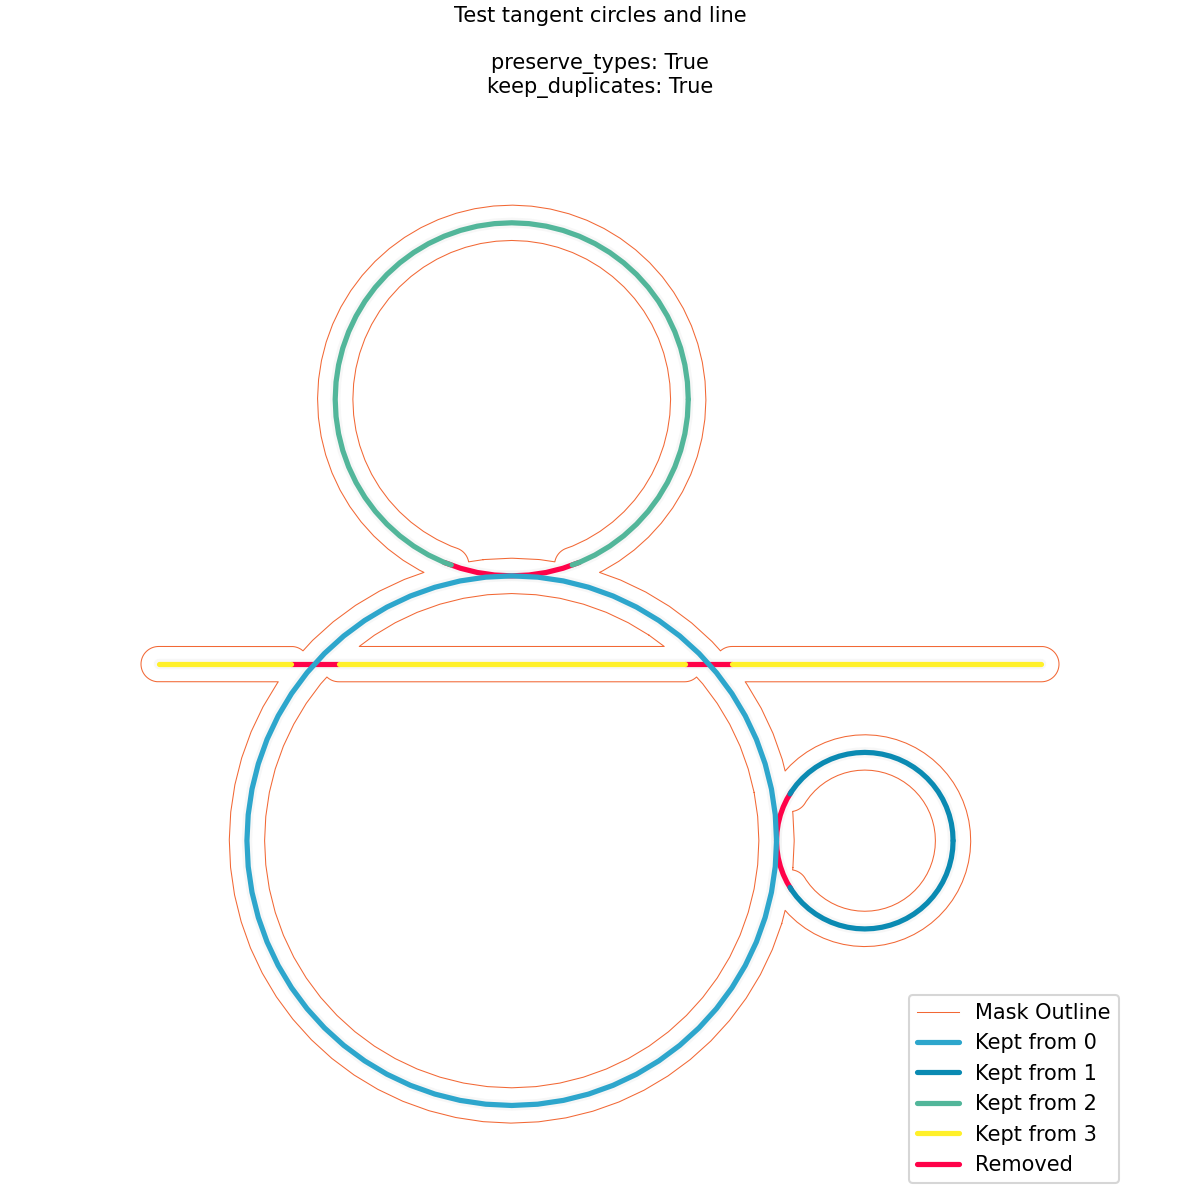 Test tangent circles and line
preserve_types: True
keep_duplicates: True
Mask Outline
Kept from 0
Kept from 1
Kept from 2
Kept from 3
Removed